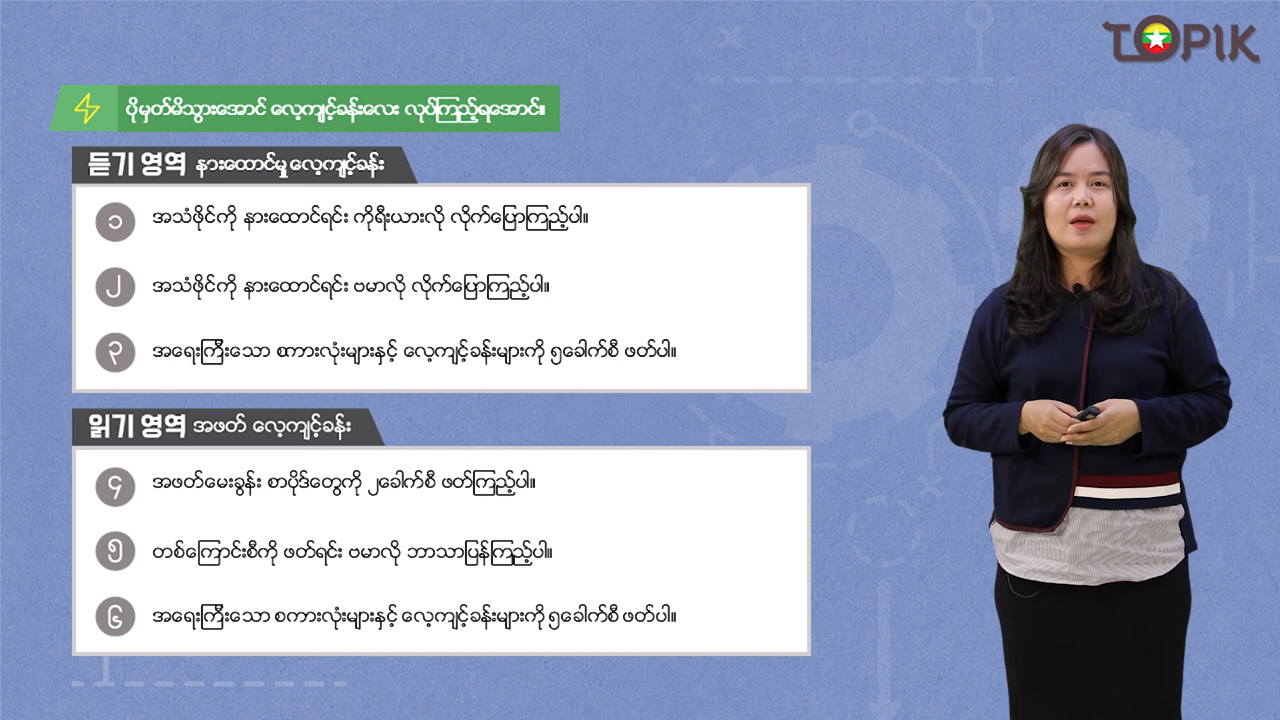 TOPIK
ပိုမှတ်မိသွားအောင် လေ့ကျင့်ခန်းလေး လုပ်ကြည့်ရအောင်။
듣기 영역 နားထောင်မှု လေ့ကျင့်ခန်း
၁ အသံဖိုင်ကို နားထောင်ရင်း ကိုရီးယားလို လိုက်ပြောကြည့်ပါ။
၂ အသံဖိုင်ကို နားထောင်ရင်း ဗမာလို လိုက်ပြောကြည့်ပါ။
၃ အရေးကြီးသော စကားလုံးများနှင့် လေ့ကျင့်ခန်းများကို ၅ခေါက်စီ ဖတ်ပါ။
읽기 영역 အဖတ် လေ့ကျင့်ခန်း
၄ အဖတ်မေးခွန်း စာပိုဒ်တွေကို ၂ခေါက်စီ ဖတ်ကြည့်ပါ။
၅ တစ်ကြောင်းစီကို ဖတ်ရင်း ဗမာလို ဘာသာပြန်ကြည့်ပါ။
၆ အရေးကြီးသော စကားလုံးများနှင့် လေ့ကျင့်ခန်းများကို ၅ခေါက်စီ ဖတ်ပါ။